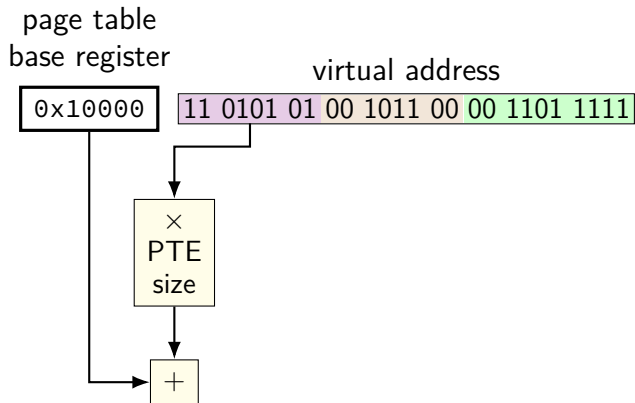 page table
base register
virtual address
0x10000
11 0101 01 00 1011 00 00 1101 1111
×
PTE
size
+